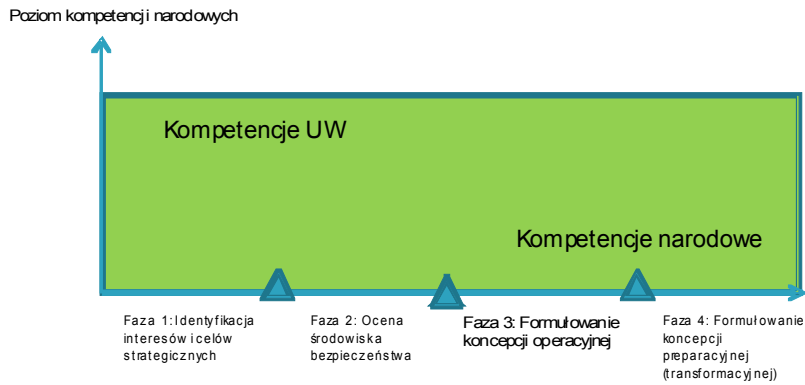 Poziom kompetencji narodowych
Kompetencje UW
Kompetencje narodowe
Faza 1:Identyfikacja
interesów i celów
strategicznych
Faza 2: Ocena
środowiska
bezpieczeństwa
Faza 3: Formułowanie
koncepcji operacyjnej
Faza 4: Formułowanie
koncepcji
preparacyjnej
(transformacyjnej)